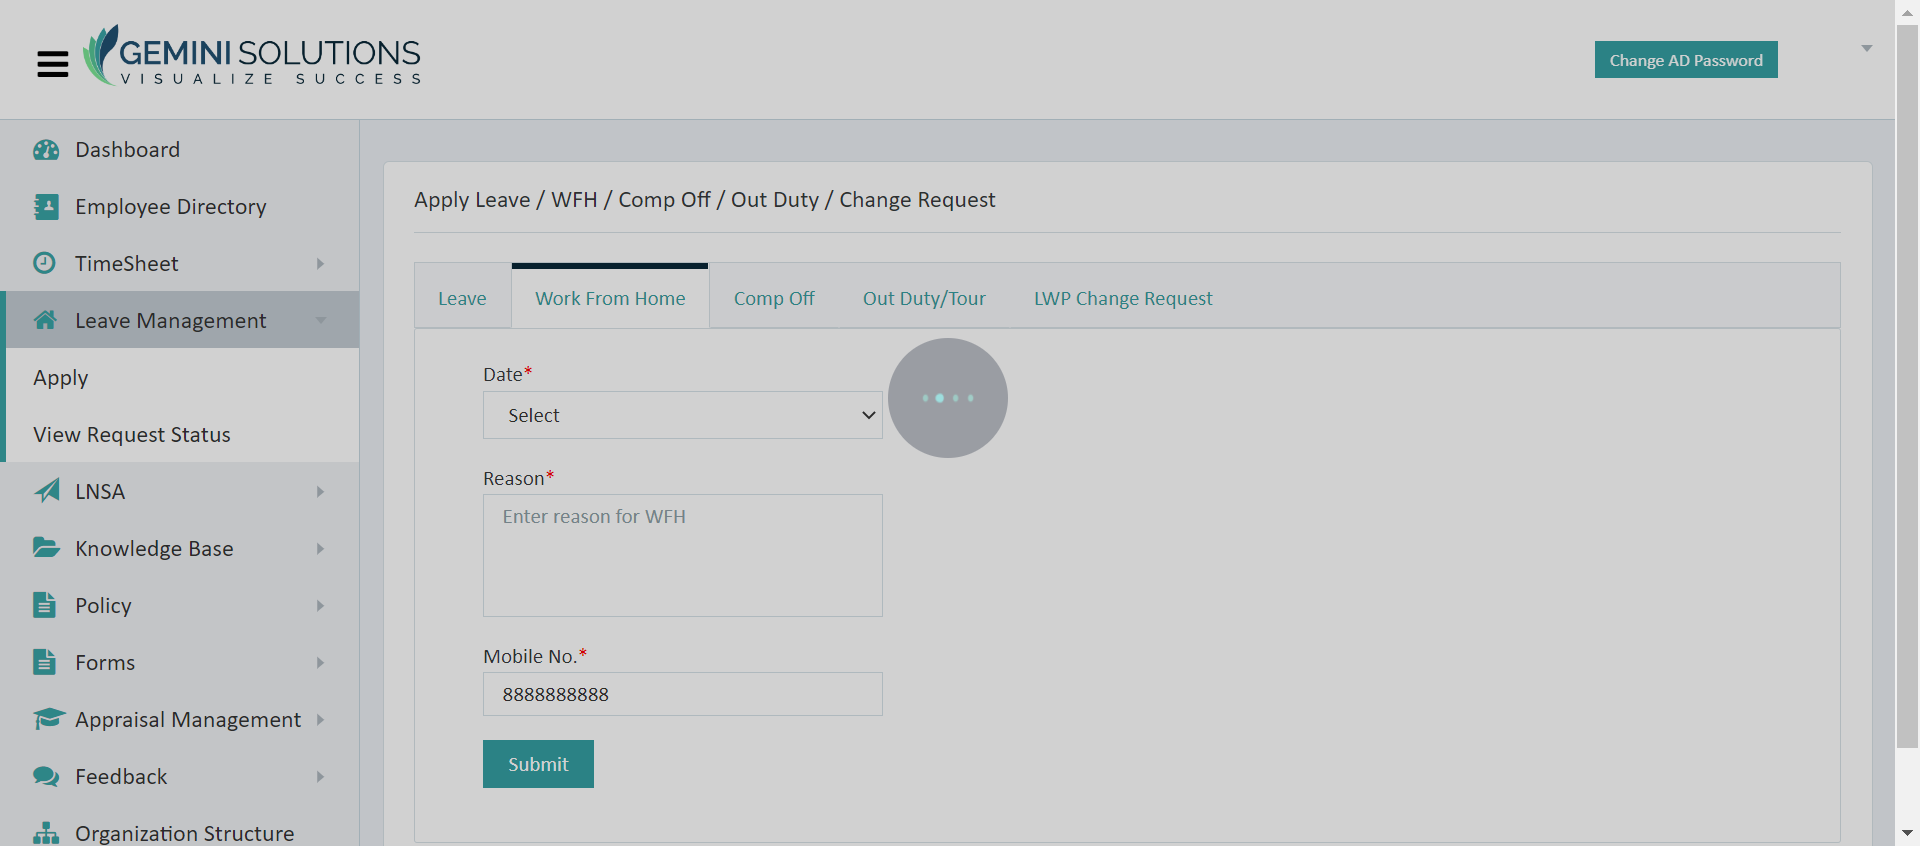 GEMINI SOLUTIONS
VISUALIZE SUCCESS
Change AD Password
Dashboard
Employee Directory
TimeSheet
Leave Management
Apply
View Request Status
LNSA
Knowledge Base
Policy
Forms
Appraisal Management
Feedback
Organization Structure
Apply Leave / WFH / Comp Off / Out Duty / Change Request
Leave Work From Home Comp Off Out Duty/Tour LWP Change Request
Date*
Select
Reason*
Enter reason for WFH
Mobile No.*
8888888888
Submit